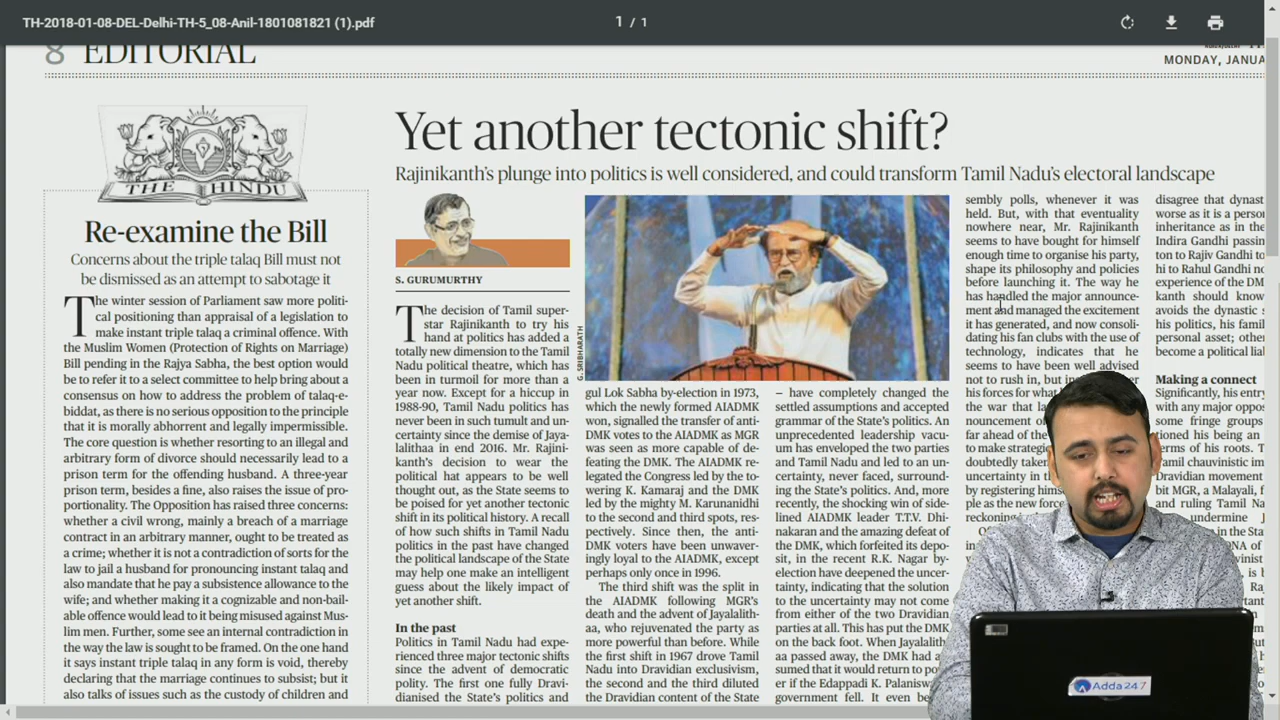 TH-2018-01-08-DEL-Delhi-TH-5_08-Anil-1801081821 (1).pdf
1 / 1
8 EDITORIAL
MONDAY, JANUA
THE HINDU
Re-examine the Bill
Concerns about the triple talaq Bill must not
be dismissed as an attempt to sabotage it
The winter session of Parliament saw more politi-
cal positioning than appraisal of a legislation to
make instant triple talaq a criminal offence. With
the Muslim Women (Protection of Rights on Marriage)
Bill pending in the Rajya Sabha, the best option would
be to refer it to a select committee to help bring about a
consensus on how to address the problem of talaq-e-
biddat, as there is no serious opposition to the principle
that it is morally abhorrent and legally impermissible.
The core question is whether resorting to an illegal and
arbitrary form of divorce should necessarily lead to a
prison term for the offending husband. A three-year
prison term, besides a fine, also raises the issue of pro-
portionality. The Opposition has raised three concerns:
whether a civil wrong, mainly a breach of a marriage
contract in an arbitrary manner, ought to be treated as
a crime; whether it is not a contradiction of sorts for the
law to jail a husband for pronouncing instant talaq and
also mandate that he pay a subsistence allowance to the
wife; and whether making it a cognizable and non-bail-
able offence would lead to it being misused against Mus-
lim men. Further, some see an internal contradiction in
the way the law is sought to be framed. On the one hand
it says instant triple talaq in any form is void, thereby
declaring that the marriage continues to subsist; but it
also talks of issues such as the custody of children and
Yet another tectonic shift?
Rajinikanth's plunge into politics is well considered, and could transform Tamil Nadu's electoral landscape
S. GURUMURTHY
The decision of Tamil super-
star Rajinikanth to try his
hand at politics has added a
totally new dimension to the Tamil
Nadu political theatre, which has
been in turmoil for more than a
year now. Except for a hiccup in
1988-90, Tamil Nadu politics has
never been in such tumult and un-
certainty since the demise of Jaya-
lalithaa in end 2016. Mr. Rajini-
kanth's decision to wear the
political hat appears to be well
thought out, as the State seems to
be poised for yet another tectonic
shift in its political history. A recall
of how such shifts in Tamil Nadu
politics in the past have changed
the political landscape of the State
may help one make an intelligent
guess about the likely impact of
yet another shift.
In the past
Politics in Tamil Nadu had expe-
rienced three major tectonic shifts
since the advent of democratic
polity. The first one fully Dravi-
dianised the State's politics and
G. SRIBHARATH
gul Lok Sabha by-election in 1973,
which the newly formed AIADMK
won, signalled the transfer of anti-
DMK votes to the AIADMK as MGR
was seen as more capable of de-
feating the DMK. The AIADMK re-
legated the Congress led by the to-
wering K. Kamaraj and the DMK
led by the mighty M. Karunanidhi
to the second and third spots, res-
pectively. Since then, the anti-
DMK voters have been unwaver-
ingly loyal to the AIADMK, except
perhaps only once in 1996.
The third shift was the split in
the AIADMK following MGR's
death and the advent of Jayalalith-
aa, who rejuvenated the party as
more powerful than before. While
the first shift in 1967 drove Tamil
Nadu into Dravidian exclusivism,
the second and the third diluted
the Dravidian content of the State
– have completely changed the
settled assumptions and accepted
grammar of the State's politics. An
unprecedented leadership vacu-
um has enveloped the two parties
and Tamil Nadu and led to an un-
certainty, never faced, surround-
ing the State's politics. And, more
recently, the shocking win of side-
lined AIADMK leader T.T.V. Dhi-
nakaran and the amazing defeat of
the DMK, which forfeited its depo-
sit, in the recent R.K. Nagar by-
election have deepened the uncer-
tainty, indicating that the solution
to the uncertainty may not come
from either of the two Dravidian
parties at all. This has put the DMK
on the back foot. When Jayalalith-
aa passed away, the DMK had a
sumed that it would return to po
er if the Edappadi K. Palanisw
government fell. It even be
sembly polls, whenever it was
held. But, with that eventuality
nowhere near, Mr. Rajinikanth
seems to have bought for himself
enough time to organise his party,
shape its philosophy and policies
before launching it. The way he
has handled the major announce-
ment and managed the excitement
it has generated, and now consoli-
dating his fan clubs with the use of
technology, indicates that he
seems to have been well advised
not to rush in, but in
his forces for what
the war that la
nouncement o
far ahead of the
to make strategi
doubtedly taken
uncertainty in th
by registering hims
ple as the new force
reckoning
disagree that dynast
worse as it is a perso
inheritance as in the
Indira Gandhi passin
ton to Rajiv Gandhi to
hi to Rahul Gandhi no
experience of the DM
kanth should know
avoids the dynastic s
his politics, his famil
personal asset; other
become a political lial
Making a connect
Significantly, his entry
with any major oppos
some fringe groups
tioned his being an
erms of his roots. T
Tamil chauvinistic im
Dravidian movement
bit MGR, a Malayali, f
and ruling Tamil Na
undermine
in the Sta
Adda247